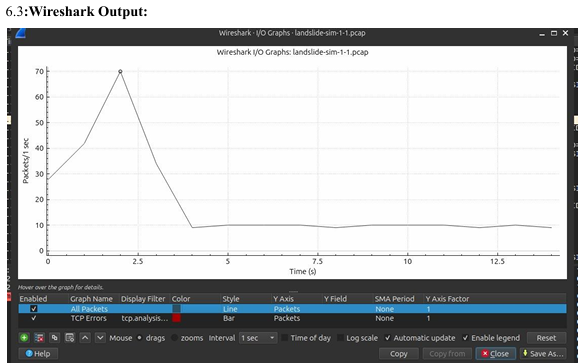 6.3:Wireshark Output:
Wireshark · I/O Graphs · landslide-sim-1-1.pcap
Wireshark I/O Graphs: landslide-sim-1-1.pcap
70
60
50
40
30
20
10
0
Packets/1 sec
0 2.5 5 7.5 10 12.5
Time (s)
Hover over the graph for details.
Enabled Graph Name Display Filter Color Style Y Axis Y Field SMA Period Y Axis Factor
All Packets Line Packets None 1
TCP Errors tcp.analysis... Bar Packets None 1
Mouse drags zooms Interval 1 sec Time of day Log scale Automatic update Enable legend Reset
Help Copy Copy from Close Save As...